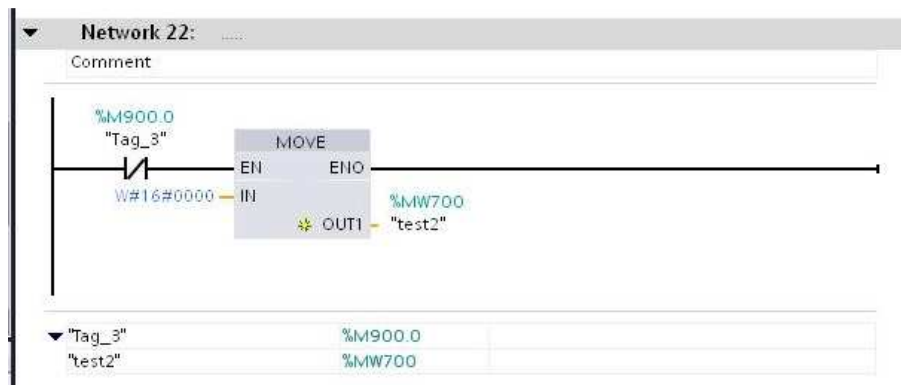 Network 22: .....
Comment
%M900.0
"Tag_3"
MOVE
EN ENO
W#16#0000 IN
%MW700
OUT1 "test2"
"Tag_3" %M900.0
"test2" %MW700